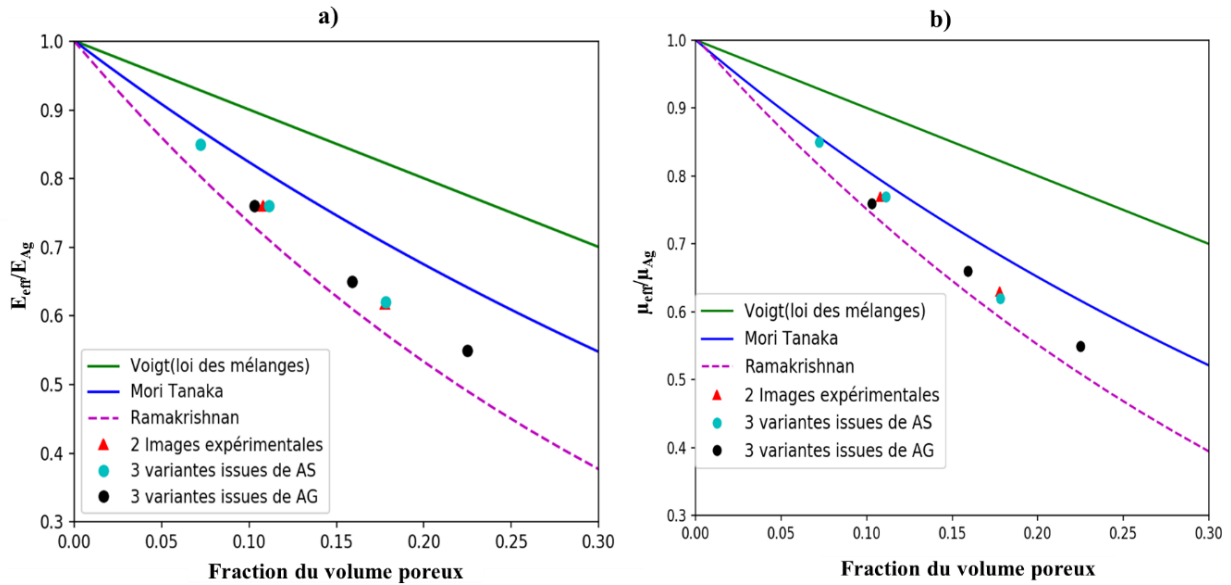 a)
1.0
0.9
0.8
0.7
0.6
0.5
0.4
0.3
E_eff/E_Ag
Voigt(loi des mélanges)
Mori Tanaka
Ramakrishnan
2 Images expérimentales
3 variantes issues de AS
3 variantes issues de AG
0.00 0.05 0.10 0.15 0.20 0.25 0.30
Fraction du volume poreux
b)
1.0
0.9
0.8
0.7
0.6
0.5
0.4
0.3
μ_eff/μ_Ag
Voigt(loi des mélanges)
Mori Tanaka
Ramakrishnan
2 Images expérimentales
3 variantes issues de AS
3 variantes issues de AG
0.00 0.05 0.10 0.15 0.20 0.25 0.30
Fraction du volume poreux